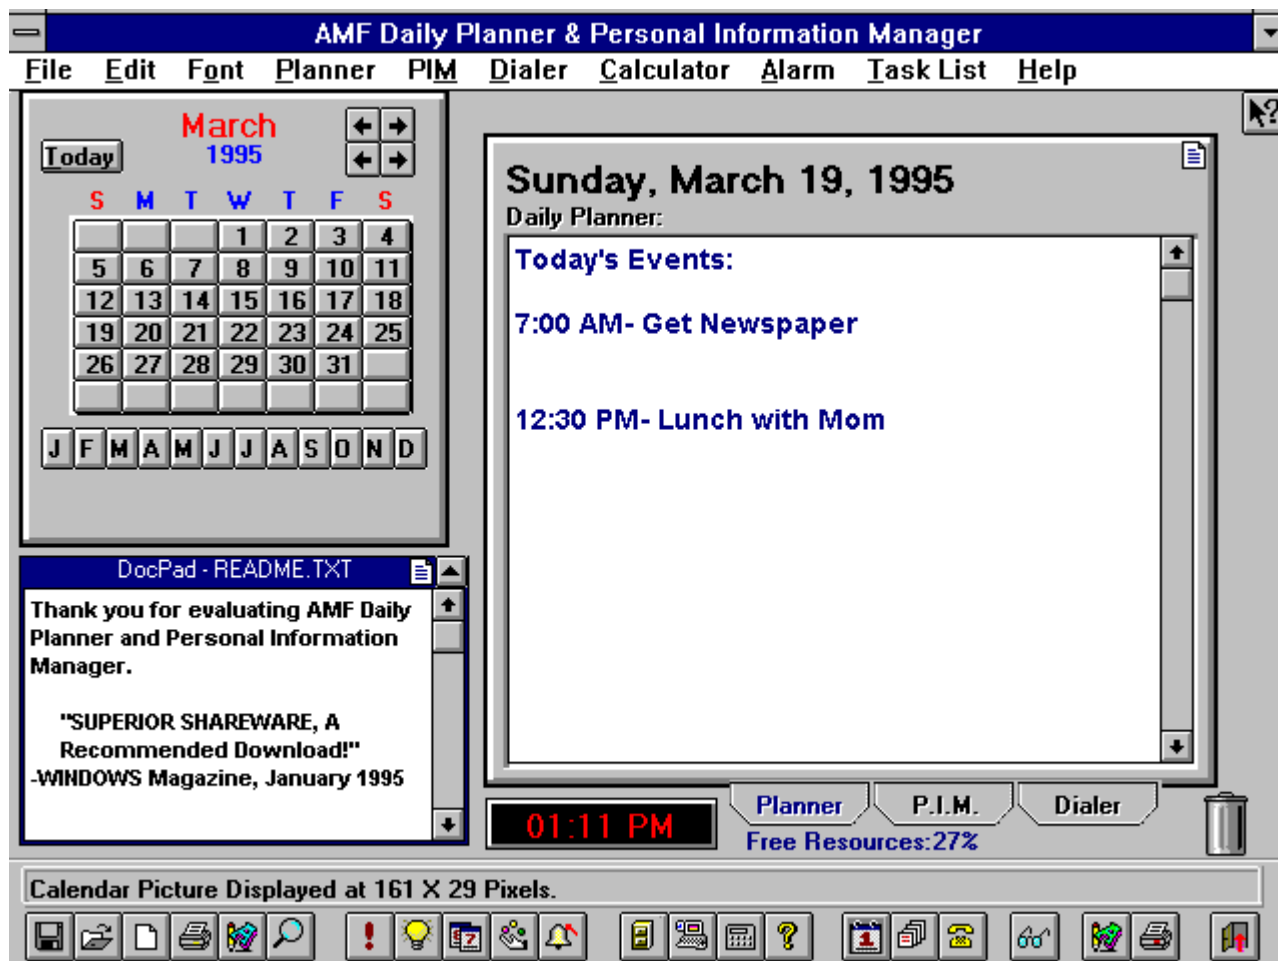 AMF Daily Planner & Personal Information Manager
File Edit Font Planner PIM Dialer Calculator Alarm Task List Help
March
Today 1995
S M T W T F S
1 2 3 4
5 6 7 8 9 10 11
12 13 14 15 16 17 18
19 20 21 22 23 24 25
26 27 28 29 30 31
J F M A M J J A S O N D
Sunday, March 19, 1995
Daily Planner:
Today's Events:
7:00 AM- Get Newspaper
12:30 PM- Lunch with Mom
DocPad - README.TXT
Thank you for evaluating AMF Daily
Planner and Personal Information
Manager.
"SUPERIOR SHAREWARE, A
Recommended Download!"
-WINDOWS Magazine, January 1995
01:11 PM
Planner P.I.M. Dialer
Free Resources:27%
Calendar Picture Displayed at 161 X 29 Pixels.